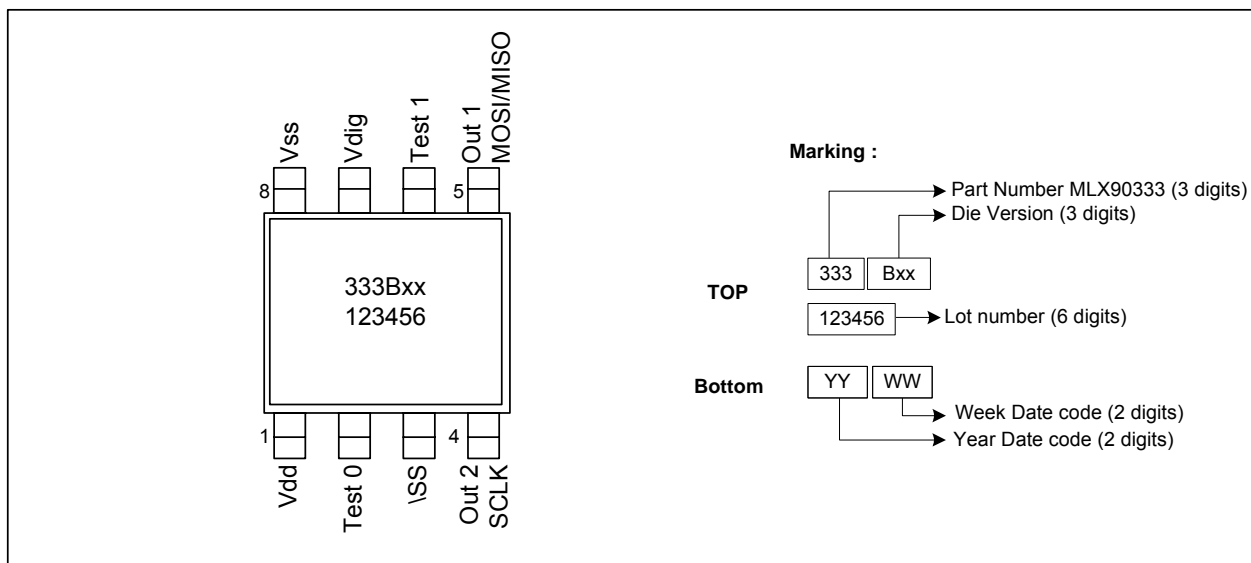 Vss
Vdig
Test 1
Out 1
MOSI/MISO
8
5
333Bxx
123456
1
4
Vdd
Test 0
\SS
Out 2
SCLK
Marking :
Part Number MLX90333 (3 digits)
Die Version (3 digits)
TOP
333 Bxx
123456 Lot number (6 digits)
Bottom
YY WW
Week Date code (2 digits)
Year Date code (2 digits)